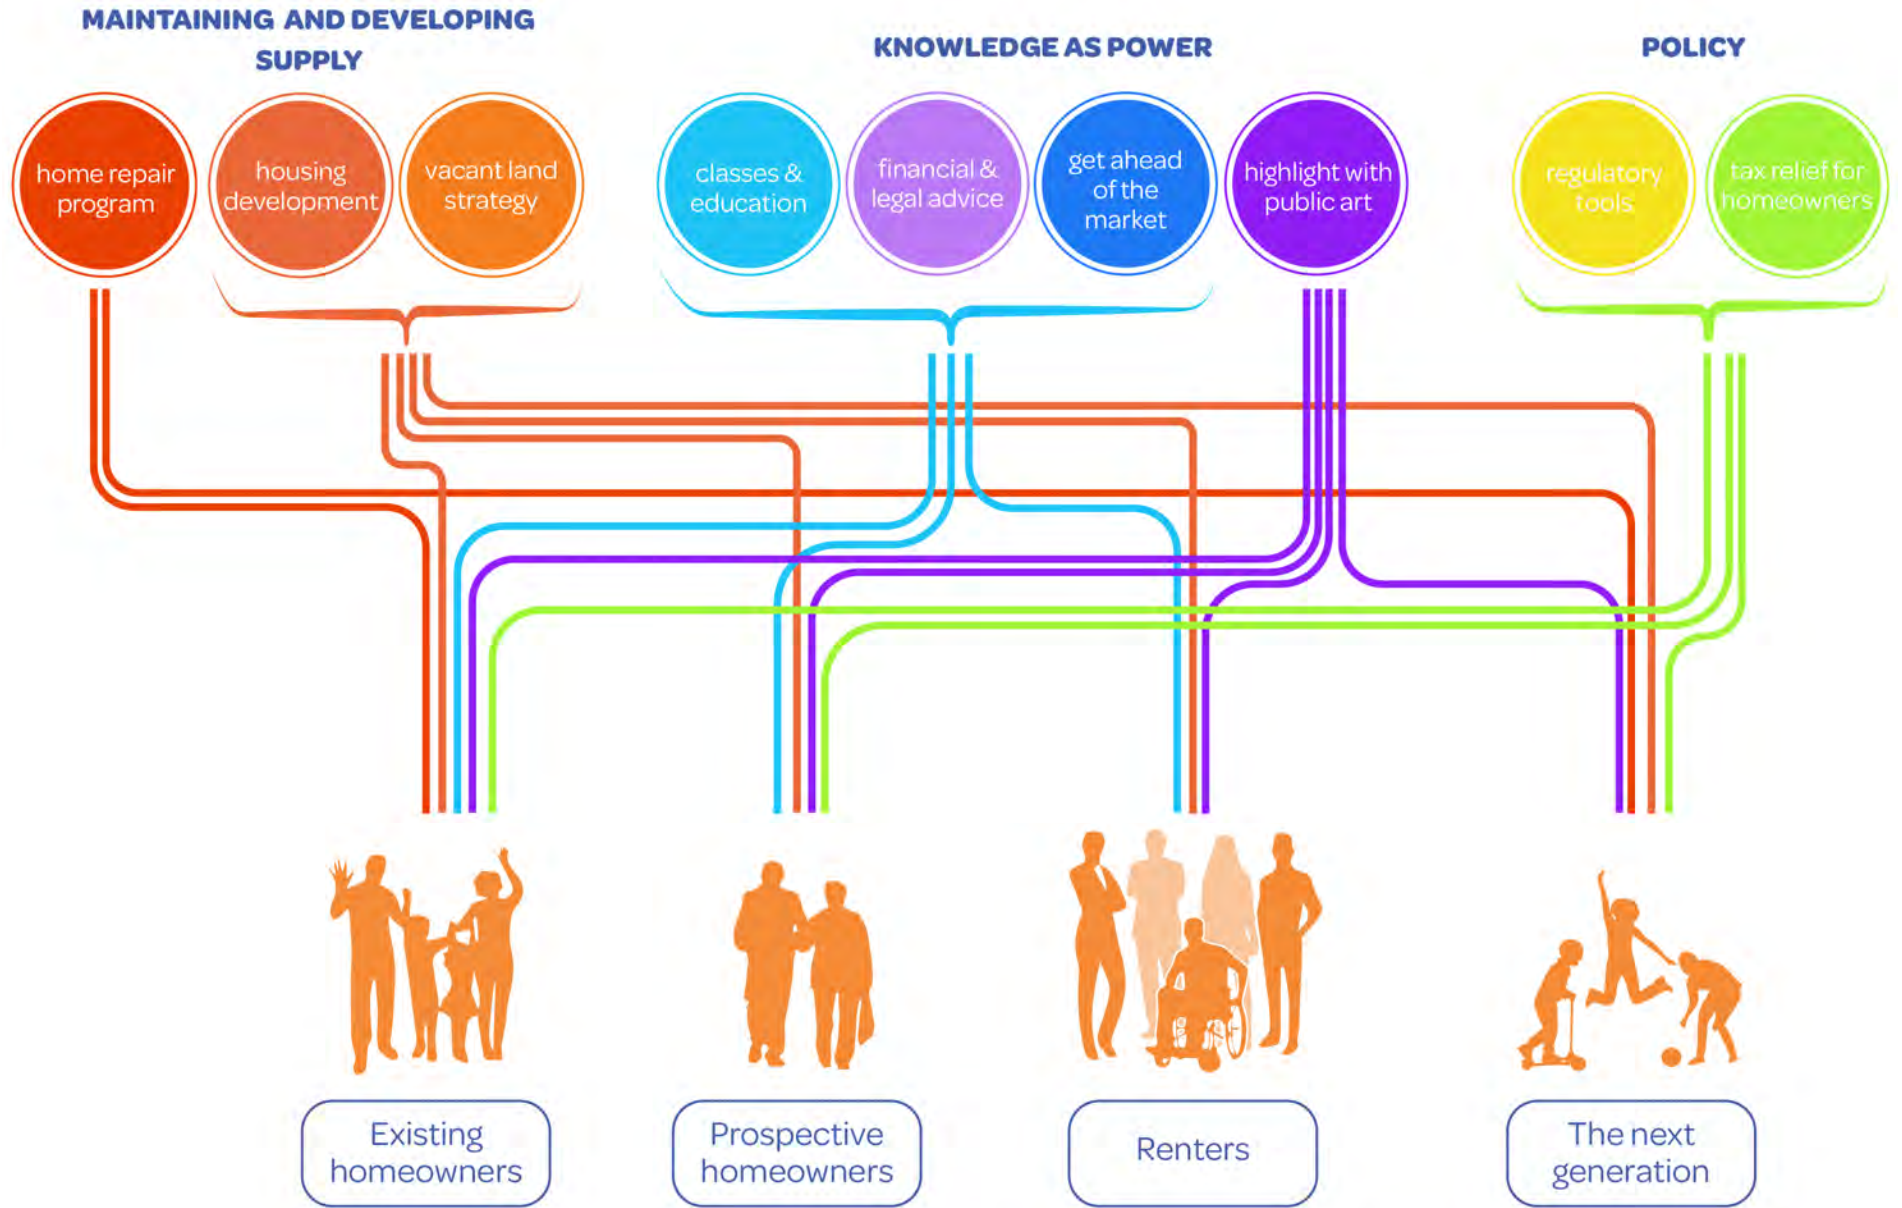 MAINTAINING AND DEVELOPING
SUPPLY
KNOWLEDGE AS POWER
POLICY
home repair
program
housing
development
vacant land
strategy
classes &
education
financial &
legal advice
get ahead
of the
market
highlight with
public art
regulatory
tools
tax relief for
homeowners
Existing
homeowners
Prospective
homeowners
Renters
The next
generation